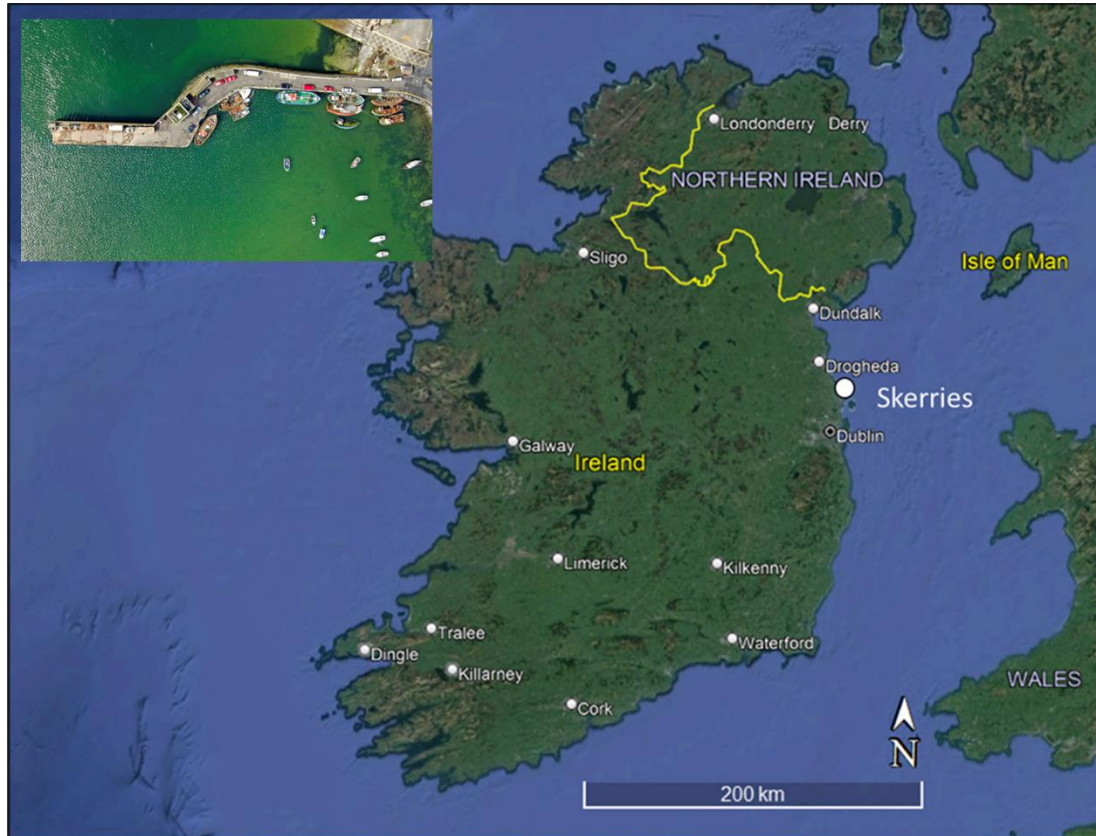 Londonderry Derry
NORTHERN IRELAND
Sligo
Isle of Man
Dundalk
Drogheda
Skerries
Dublin
Galway
Ireland
Limerick
Kilkenny
Tralee
Waterford
Dingle
Killarney
WALES
Cork
N
200 km